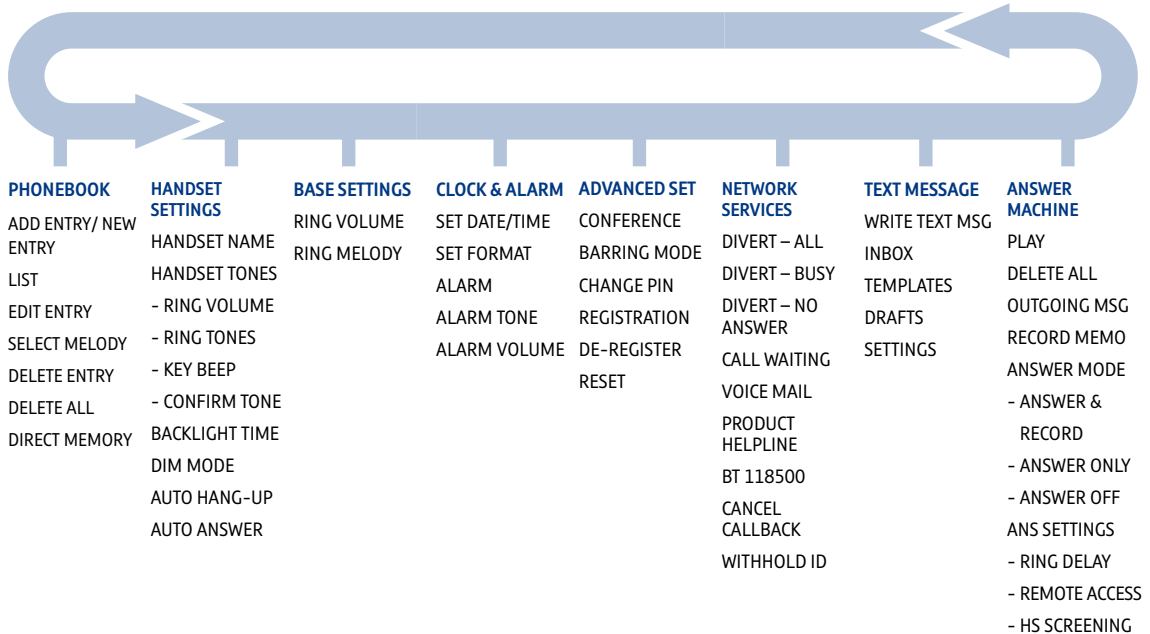 PHONEBOOK
ADD ENTRY/ NEW
ENTRY
LIST
EDIT ENTRY
SELECT MELODY
DELETE ENTRY
DELETE ALL
DIRECT MEMORY
HANDSET
SETTINGS
HANDSET NAME
HANDSET TONES
- RING VOLUME
- RING TONES
- KEY BEEP
- CONFIRM TONE
BACKLIGHT TIME
DIM MODE
AUTO HANG-UP
AUTO ANSWER
BASE SETTINGS
RING VOLUME
RING MELODY
CLOCK & ALARM
SET DATE/TIME
SET FORMAT
ALARM
ALARM TONE
ALARM VOLUME
ADVANCED SET
CONFERENCE
BARRING MODE
CHANGE PIN
REGISTRATION
DE-REGISTER
RESET
NETWORK
SERVICES
DIVERT – ALL
DIVERT – BUSY
DIVERT – NO
ANSWER
CALL WAITING
VOICE MAIL
PRODUCT
HELPLINE
BT 118500
CANCEL
CALLBACK
WITHHOLD ID
TEXT MESSAGE
WRITE TEXT MSG
INBOX
TEMPLATES
DRAFTS
SETTINGS
ANSWER
MACHINE
PLAY
DELETE ALL
OUTGOING MSG
RECORD MEMO
ANSWER MODE
- ANSWER &
RECORD
- ANSWER ONLY
- ANSWER OFF
ANS SETTINGS
- RING DELAY
- REMOTE ACCESS
- HS SCREENING